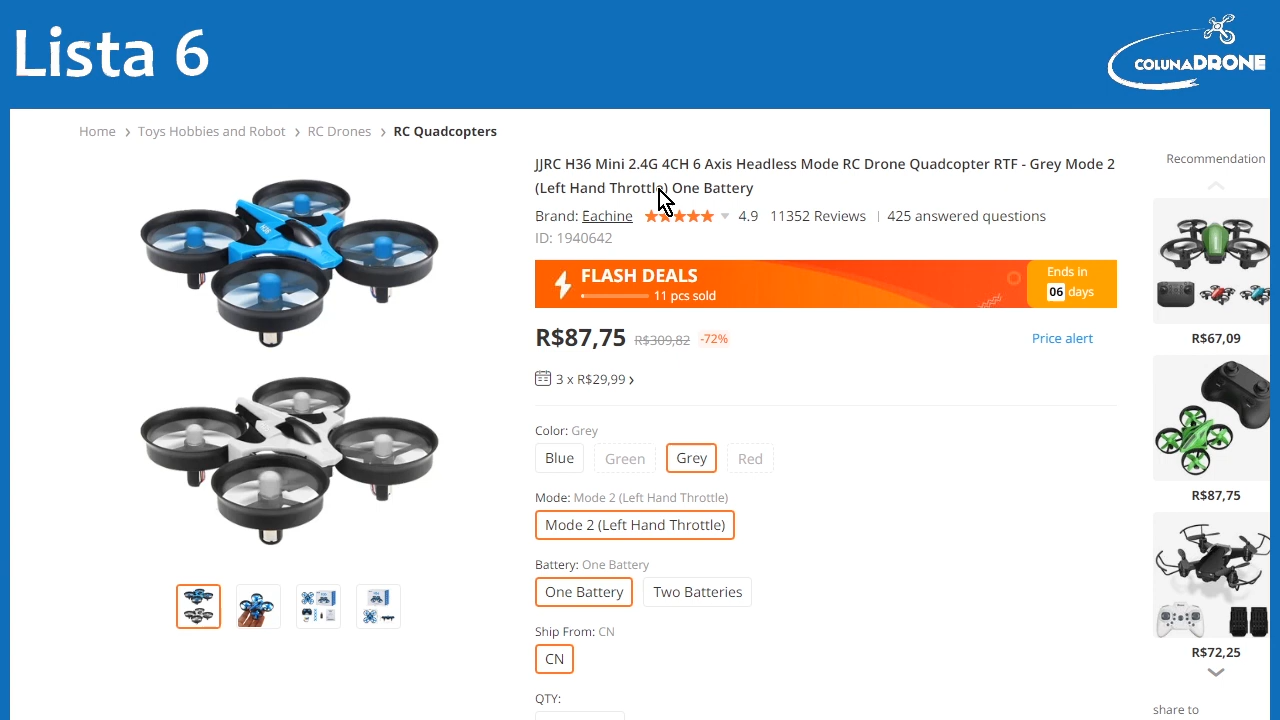 Lista 6
COLUNADRONE
Home > Toys Hobbies and Robot > RC Drones > RC Quadcopters
JJRC H36 Mini 2.4G 4CH 6 Axis Headless Mode RC Drone Quadcopter RTF - Grey Mode 2
(Left Hand Throttle) One Battery
Brand: Eachine 4.9 11352 Reviews | 425 answered questions
ID: 1940642
FLASH DEALS
11 pcs sold
Ends in
06 days
R$87,75 R$309,82 -72%
Price alert
3 x R$29,99 >
Color: Grey
Blue Green Grey Red
Mode: Mode 2 (Left Hand Throttle)
Mode 2 (Left Hand Throttle)
Battery: One Battery
One Battery Two Batteries
Ship From: CN
CN
QTY:
Recommendation
R$67,09
R$87,75
R$72,25
share to